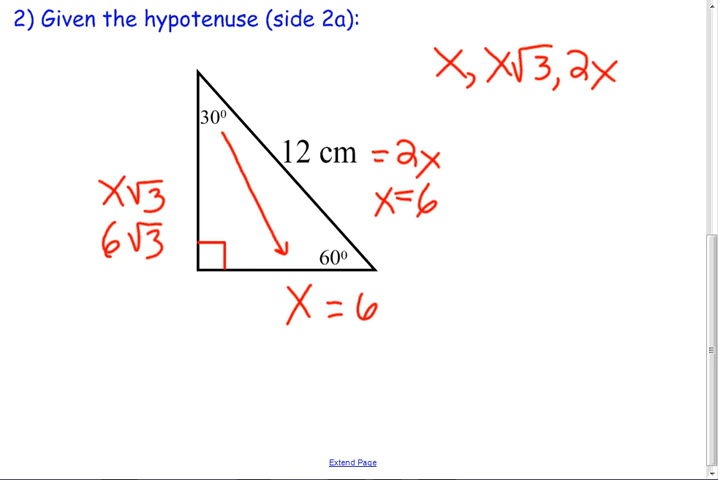 2) Given the hypotenuse (side 2a):
x, x√3, 2x
30⁰
12 cm = 2x
x = 6
x√3
6√3
60⁰
x = 6
Extend Page